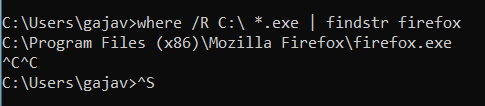 C:\Users\gajav>where /R C:\ *.exe | findstr firefox
C:\Program Files (x86)\Mozilla Firefox\firefox.exe
^C^C
C:\Users\gajav>^S